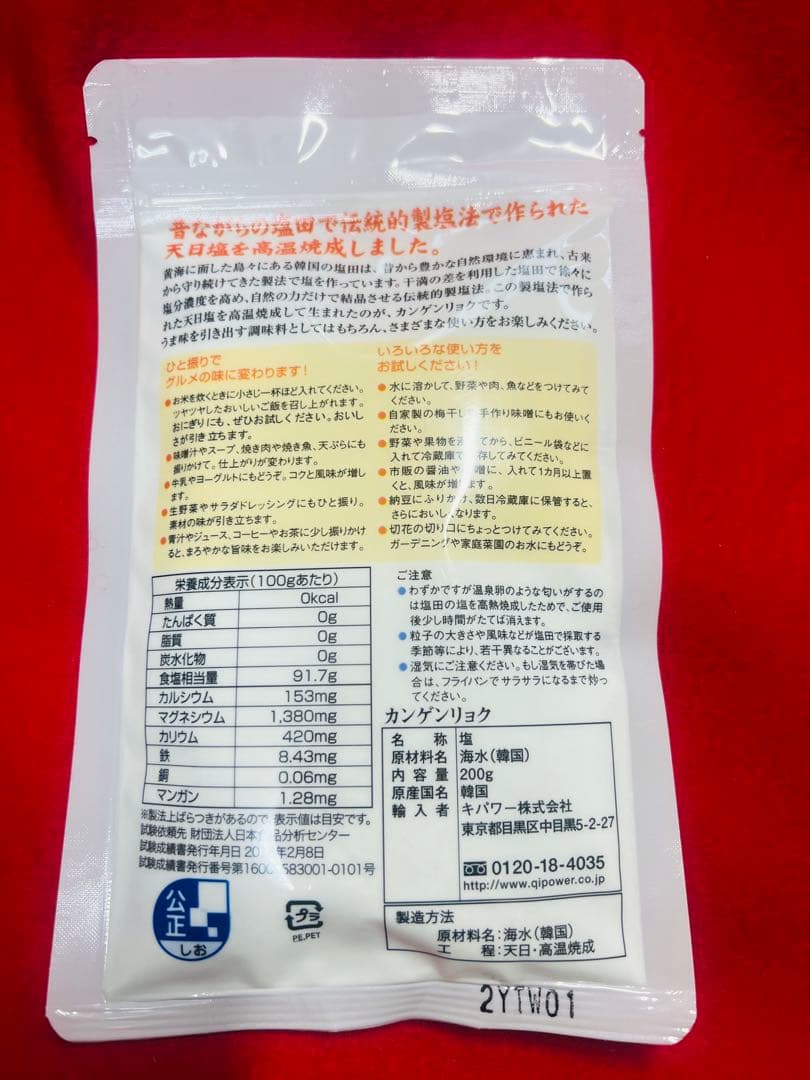 昔ながらの塩田で伝統的製塩法で作られた
天日塩を高温焼成しました。
黄海に面した島々にある韓国の塩田は、昔から豊かな自然環境に恵まれ、古来
から守り続けてきた製法で塩を作っています。干満の差を利用した塩田で徐々に
塩分濃度を高め、自然の力だけで結晶させる伝統的製塩法。この製塩法で作ら
れた天日塩を高温焼成して生まれたのが、カンゲンリョクです。
うま味を引き出す調味料としてはもちろん、さまざまな使い方をお楽しみください。
ひと振りで
グルメの味に変わります!
●お米を炊くときに小さじ一杯ほど入れてください。
ツヤツヤしたおいしいご飯を召し上がれます。
おにぎりにも、ぜひお試しください。おいし
さが引き立ちます。
●味噌汁やスープ、焼き肉や焼き魚、天ぷらにも
振りかけて。仕上がりが変わります。
●牛乳やヨーグルトにもどうぞ。コクと風味が増し
ます。
●生野菜やサラダドレッシングにもひと振り。
素材の味が引き立ちます。
●青汁やジュース、コーヒーやお茶に少し振りかけ
ると、まろやかな旨味をお楽しみいただけます。
いろいろな使い方を
お試しください!
●水に溶かして、野菜や肉、魚などをつけてみて
ください。
●自家製の梅干しや手作り味噌にもお使いく
ださい。
●野菜や果物を てから、ビニール袋などに
入れて冷蔵庫で保存してみてください。
●市販の醤油や味噌に、入れて1カ月以上置
くと、風味が増します。
●納豆にふりかけ、数日冷蔵庫に保管すると、
さらにおいしくなります。
●切花の切り口にちょっとつけてみてください。
ガーデニングや家庭菜園のお水にもどうぞ。
栄養成分表示(100gあたり)
熱量 0kcal
たんぱく質 0g
脂質 0g
炭水化物 0g
食塩相当量 91.7g
カルシウム 153mg
マグネシウム 1,380mg
カリウム 420mg
鉄 8.43mg
銅 0.06mg
マンガン 1.28mg
※製法上ばらつきがあるので、表示値は目安です。
試験依頼先 財団法人日本食品分析センター
試験成績書発行年月日 年2月8日
試験成績書発行番号第 583001-0101号
公正
しお
プラ
PE,PET
ご注意
●わずかですが温泉卵のような匂いがするの
は塩田の塩を高熱焼成したためで、ご使用
後少し時間がたてば消えます。
●粒子の大きさや風味などが塩田で採取する
季節等により、若干異なることがございます。
●湿気にご注意ください。もし湿気を帯びた場
合は、フライパンでサラサラになるまで炒っ
てください。
カンゲンリョク
名称 塩
原材料名 海水(韓国)
内容量 200g
原産国名 韓国
輸入者 キパワー株式会社
東京都目黒区中目黒5-2-27
0120-18-4035
http://www.qipower.co.jp
製造方法
原材料名:海水(韓国)
工程:天日・高温焼成
2YTW01